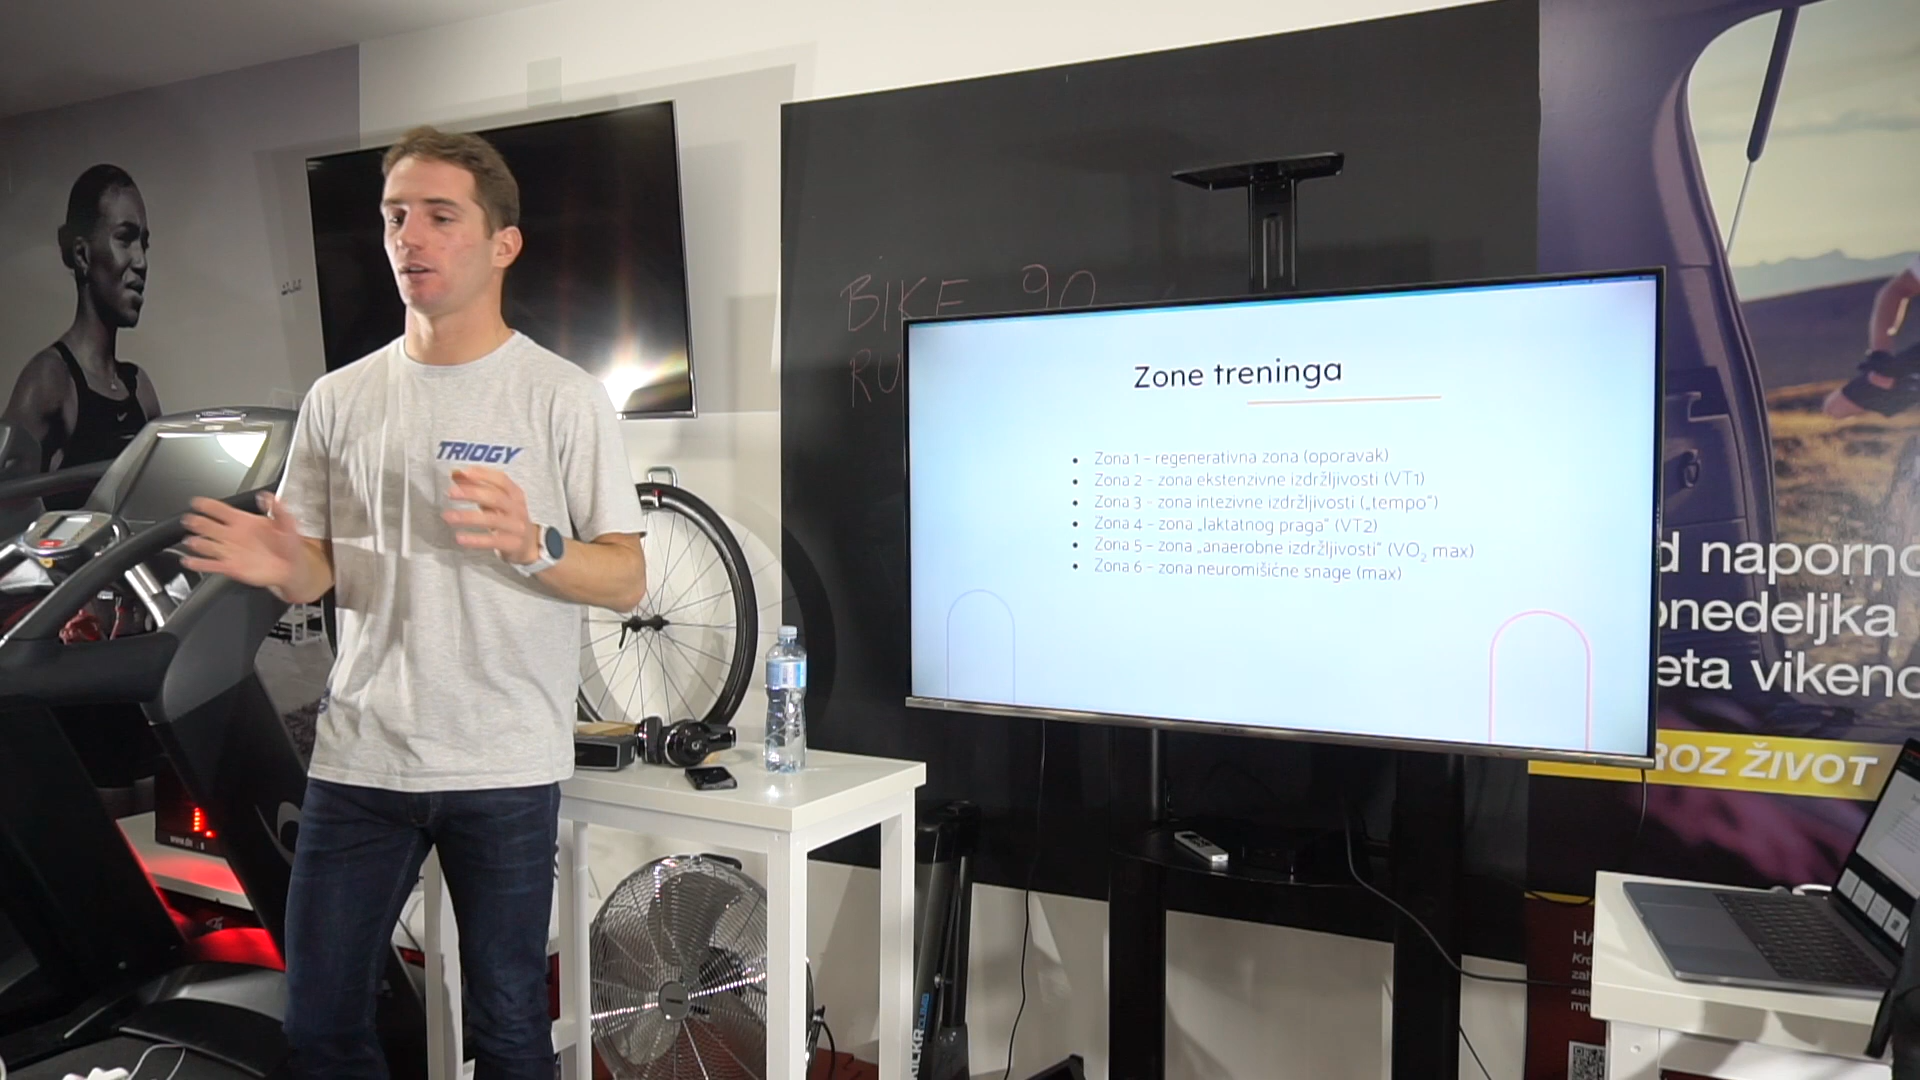 BIKE 90
RU
TRIOGY
Zone treninga
Zona 1 – regenerativna zona (oporavak)
Zona 2 – zona ekstenzivne izdržljivosti (VT1)
Zona 3 – zona intezivne izdržljivosti („tempo“)
Zona 4 – zona „laktatnog praga“ (VT2)
Zona 5 – zona „anaerobne izdržljivosti“ (VO₂ max)
Zona 6 – zona neuromišićne snage (max)
d naporno
onedeljka
eta vikend
ROZ ŽIVOT